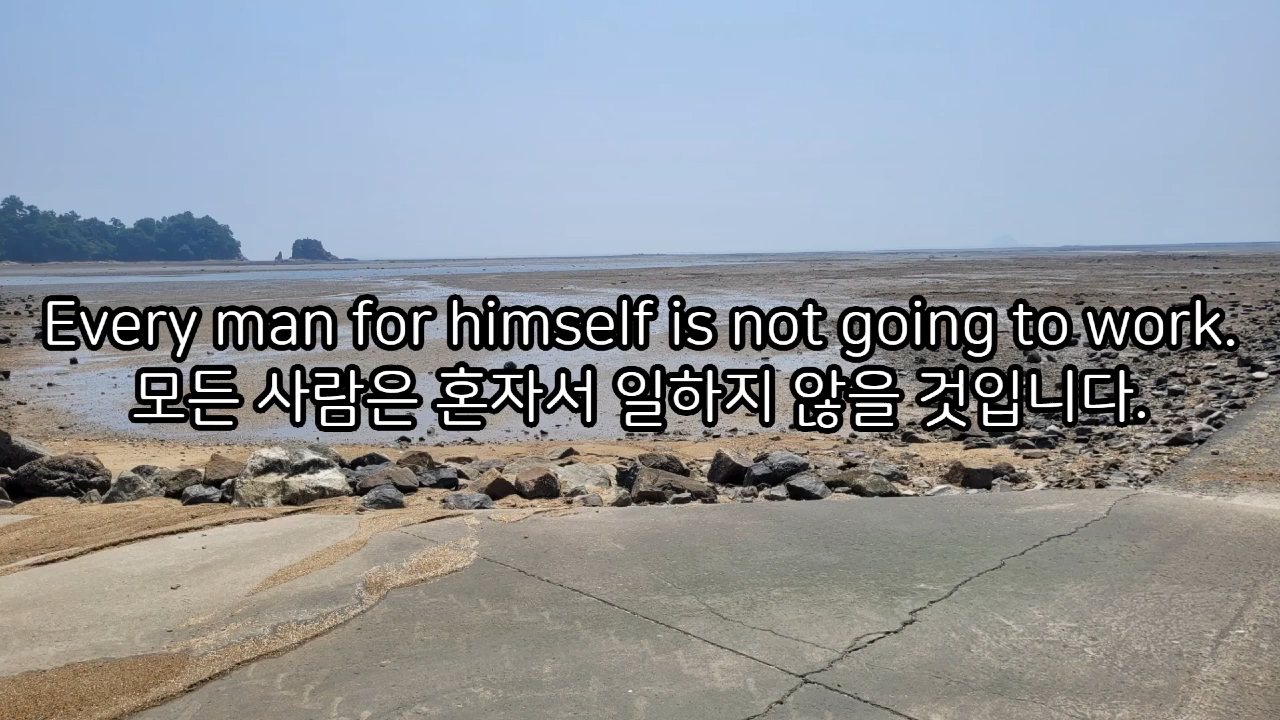 Every man for himself is not going to work.
모든 사람은 혼자서 일하지 않을 것입니다.